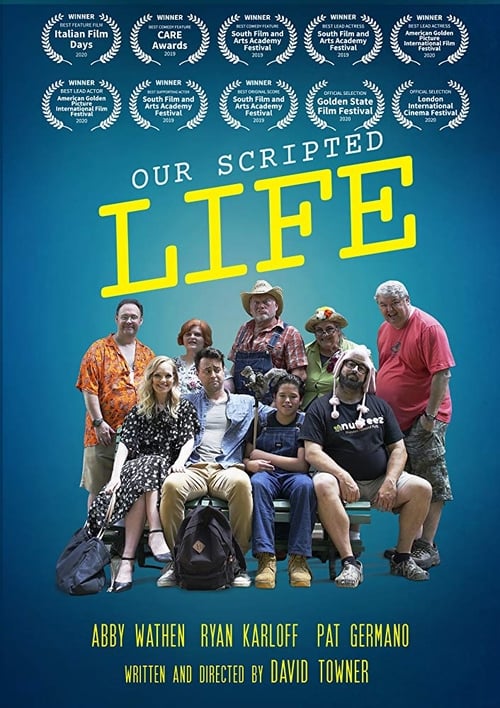 WINNER
BEST FEATURE FILM
Italian Film
Days
2020
WINNER
BEST COMEDY FEATURE
CARE
Awards
2019
WINNER
BEST COMEDY FEATURE
South Film and
Arts Academy
Festival
2019
WINNER
BEST LEAD ACTRESS
South Film and
Arts Academy
Festival
2019
WINNER
BEST LEAD ACTRESS
American Golden
Picture
International Film
Festival
2020
WINNER
BEST LEAD ACTOR
American Golden
Picture
International Film
Festival
2020
WINNER
BEST SUPPORTING ACTOR
South Film and
Arts Academy
Festival
2019
WINNER
BEST ORIGINAL SCORE
South Film and
Arts Academy
Festival
2019
OFFICIAL SELECTION
Golden State
Film Festival
2020
OFFICIAL SELECTION
London
International
Cinema Festival
2020
OUR SCRIPTED
LIFE
ABBY WATHEN RYAN KARLOFF PAT GERMANO
WRITTEN AND DIRECTED BY DAVID TOWNER